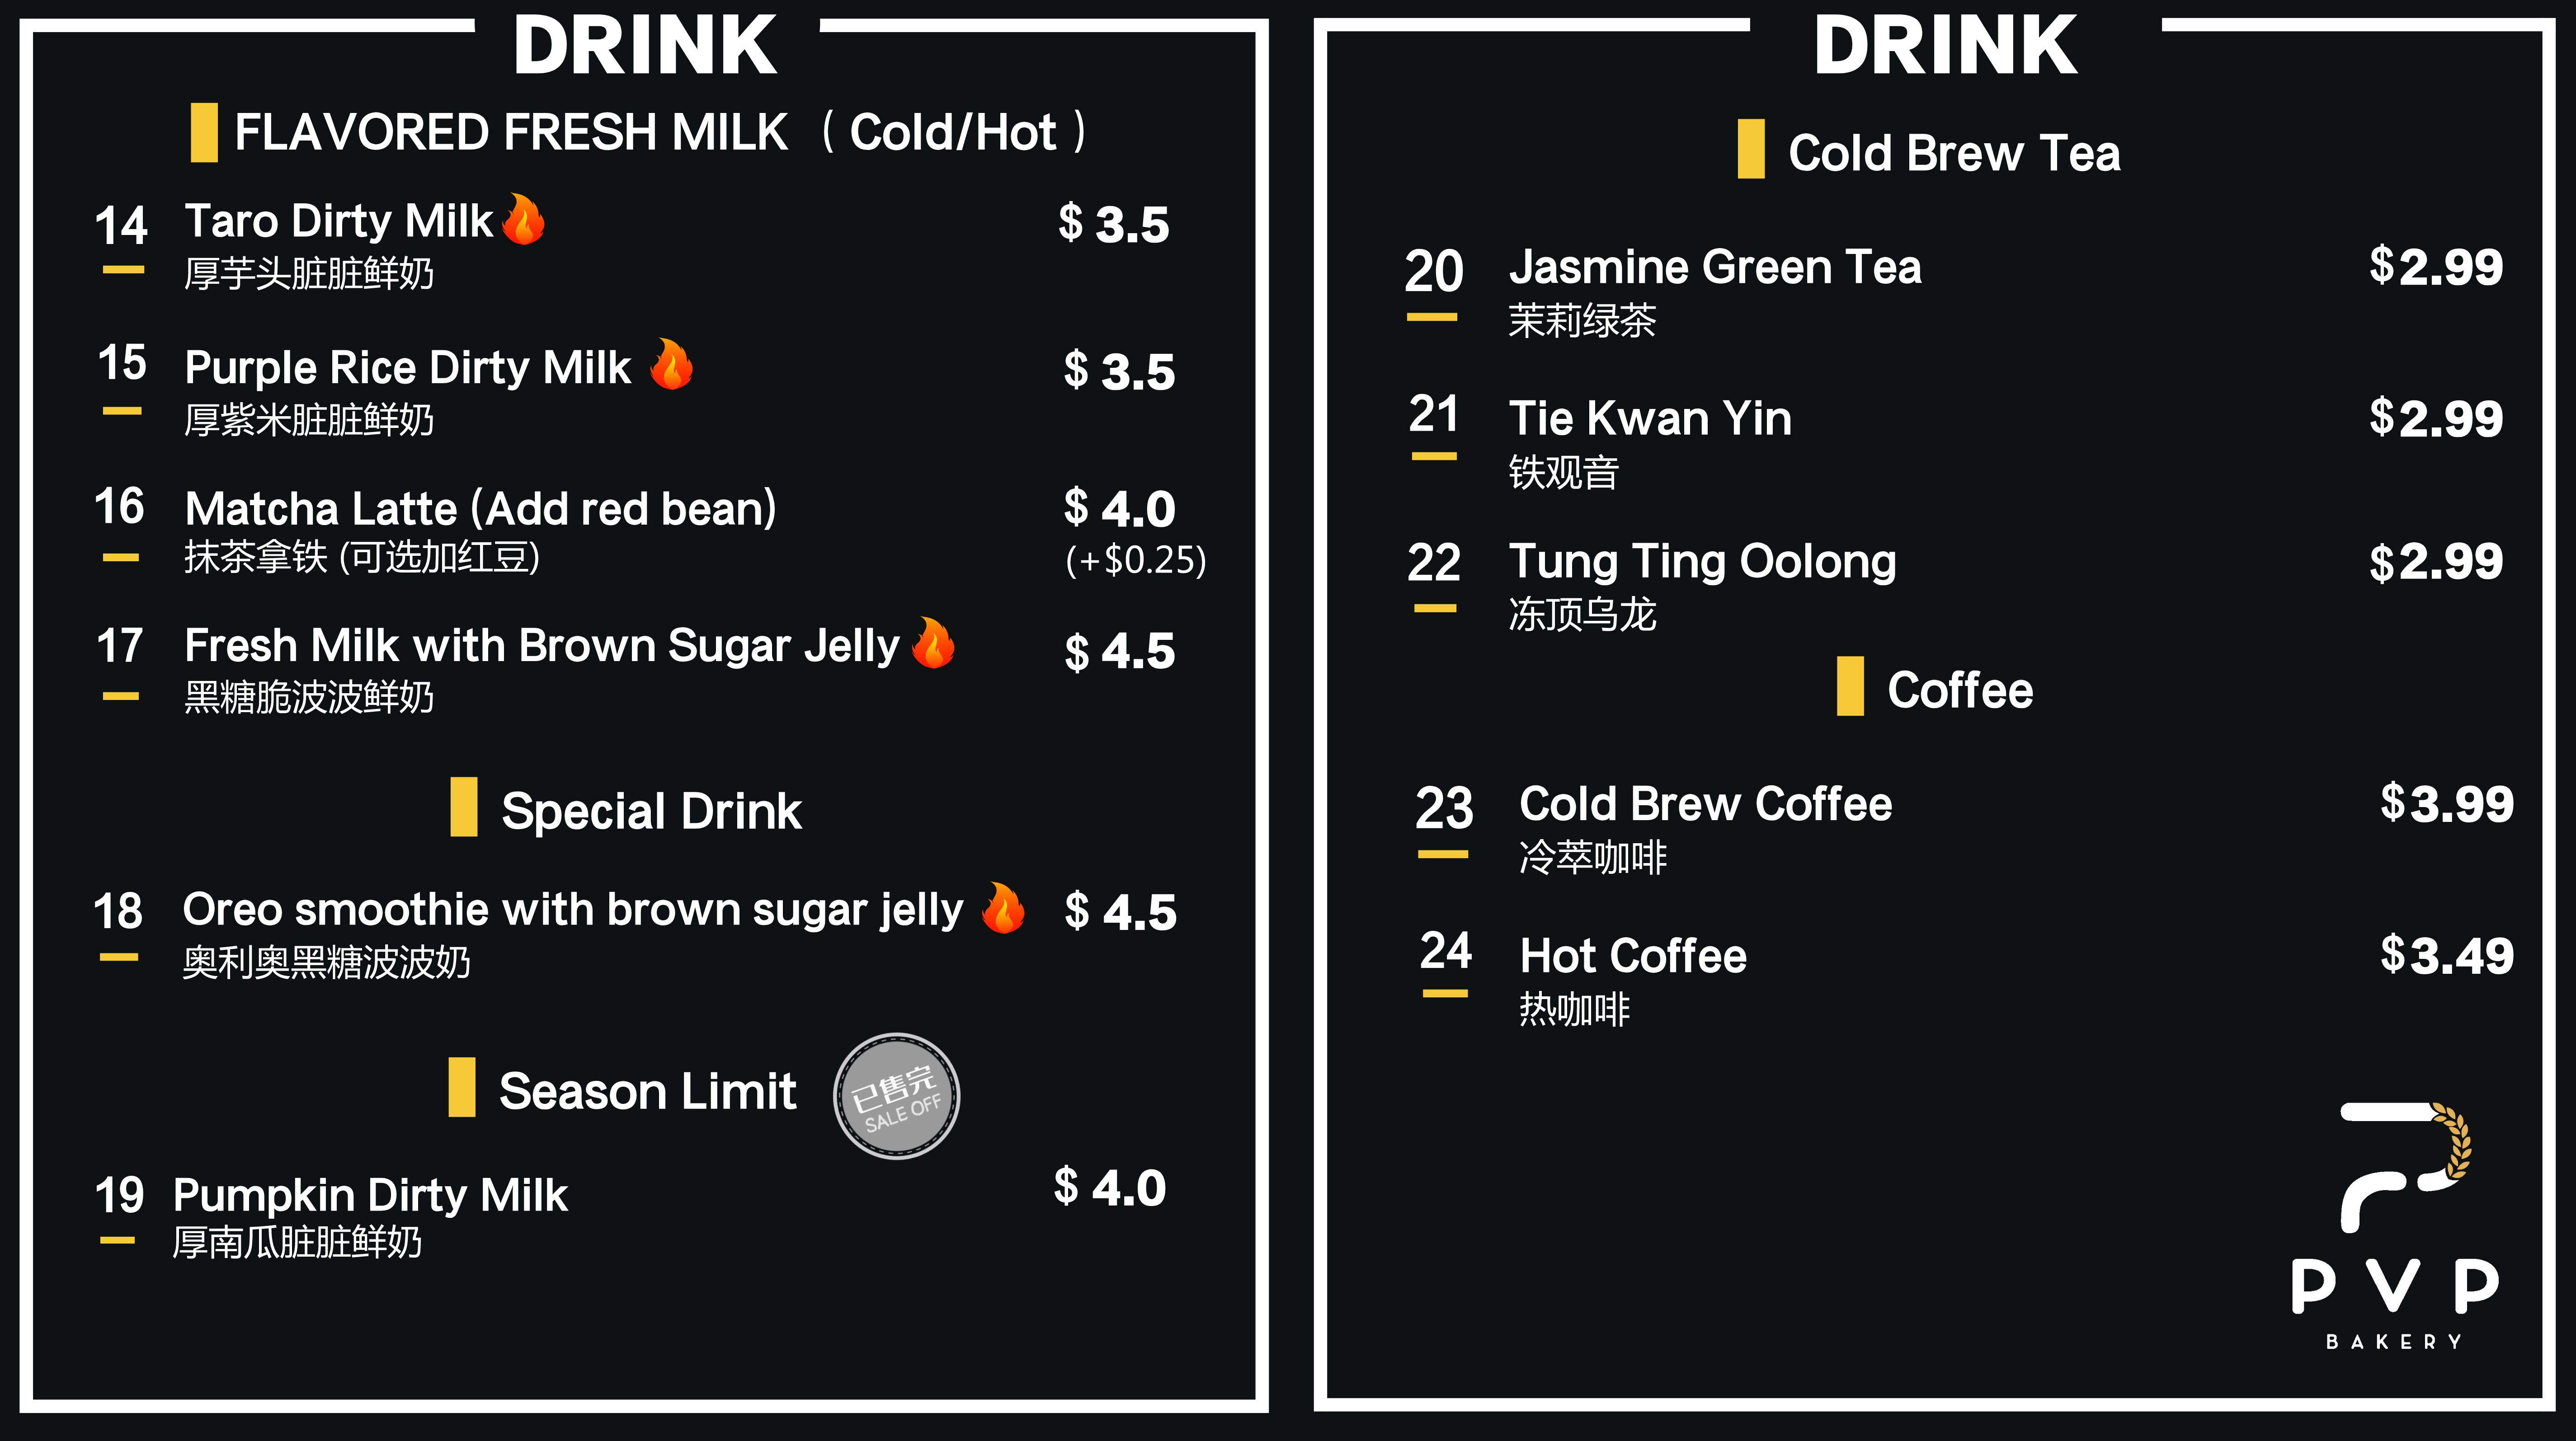 DRINK
FLAVORED FRESH MILK ( Cold/Hot )
14 Taro Dirty Milk $ 3.5
厚芋头脏脏鲜奶
15 Purple Rice Dirty Milk $ 3.5
厚紫米脏脏鲜奶
16 Matcha Latte (Add red bean) $ 4.0
抹茶拿铁 (可选加红豆) (+$0.25)
17 Fresh Milk with Brown Sugar Jelly $ 4.5
黑糖脆波波鲜奶
Special Drink
18 Oreo smoothie with brown sugar jelly $ 4.5
奥利奥黑糖波波奶
Season Limit
已售完
SALE OFF
19 Pumpkin Dirty Milk $ 4.0
厚南瓜脏脏鲜奶
DRINK
Cold Brew Tea
20 Jasmine Green Tea $2.99
茉莉绿茶
21 Tie Kwan Yin $2.99
铁观音
22 Tung Ting Oolong $2.99
冻顶乌龙
Coffee
23 Cold Brew Coffee $3.99
冷萃咖啡
24 Hot Coffee $3.49
热咖啡
PVP
BAKERY